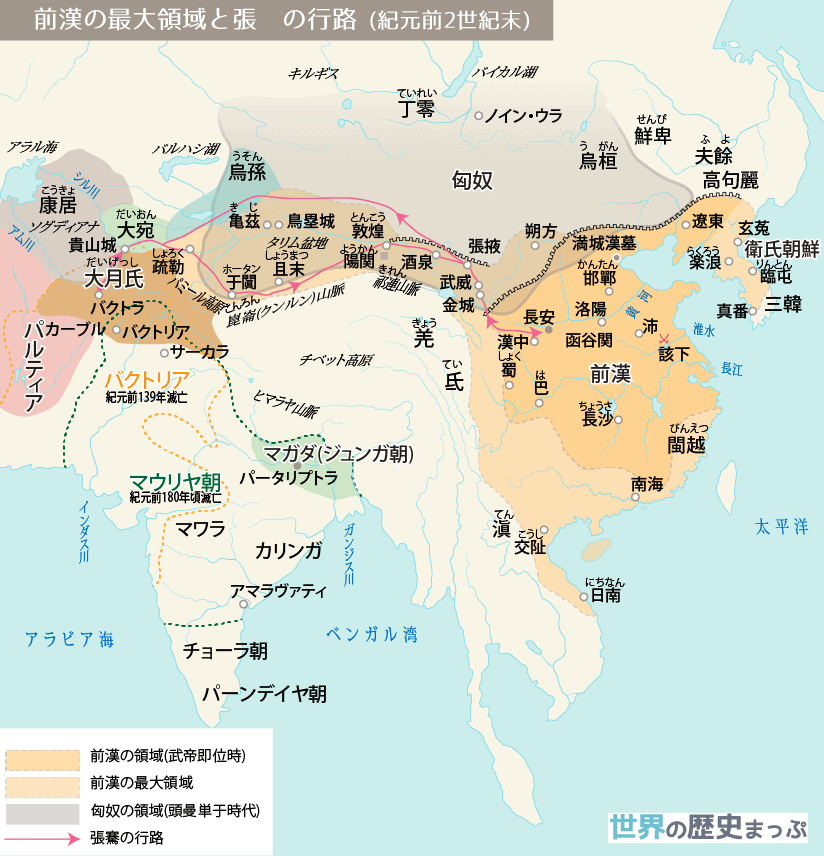 前漢の最大領域と張　の行路 (紀元前2世紀末)
キルギス
バイカル湖
ていれい
丁零
ノイン・ウラ
せんぴ
鮮卑
ふよ
夫餘
高句麗
うがん
烏桓
アラル海
バルハシ湖
うそん
烏孫
匈奴
シル川
こうきょ
康居
ソグディアナ
アム川
だいおん
大宛
貴山城
きじ
亀茲
烏塁城
とんこう
敦煌
タリム盆地
ようかん
陽関
酒泉
張掖
朔方
満城漢墓
遼東
玄菟
衛氏朝鮮
らくろう
楽浪
りんとん
臨屯
真番
三韓
だいげっし
大月氏
しょろく
疏勒
しょうまつ
且末
ホータン
于闐
パミール高原
こんろん
崑崙(クンルン)山脈
きれん
祁連山脈
武威
金城
かんたん
邯鄲
黄河
洛陽
長安
函谷関
沛
淮水
垓下
長江
漢中
しょく
蜀
は
巴
前漢
ちょうさ
長沙
びんえつ
閩越
南海
きょう
羌
てい
氐
チベット高原
ヒマラヤ山脈
パルティア
バクトラ
カーブル
バクトリア
サーカラ
バクトリア
紀元前139年滅亡
マガダ(ジュンガ朝)
パータリプトラ
マウリヤ朝
紀元前180年頃滅亡
マワラ
カリンガ
インダス川
ガンジス川
アマラヴァティ
チョーラ朝
パーンデイヤ朝
アラビア海
ベンガル湾
太平洋
てん
滇
こうし
交阯
にちなん
日南
前漢の領域(武帝即位時)
前漢の最大領域
匈奴の領域(頭曼単于時代)
張騫の行路
世界の歴史まっぷ